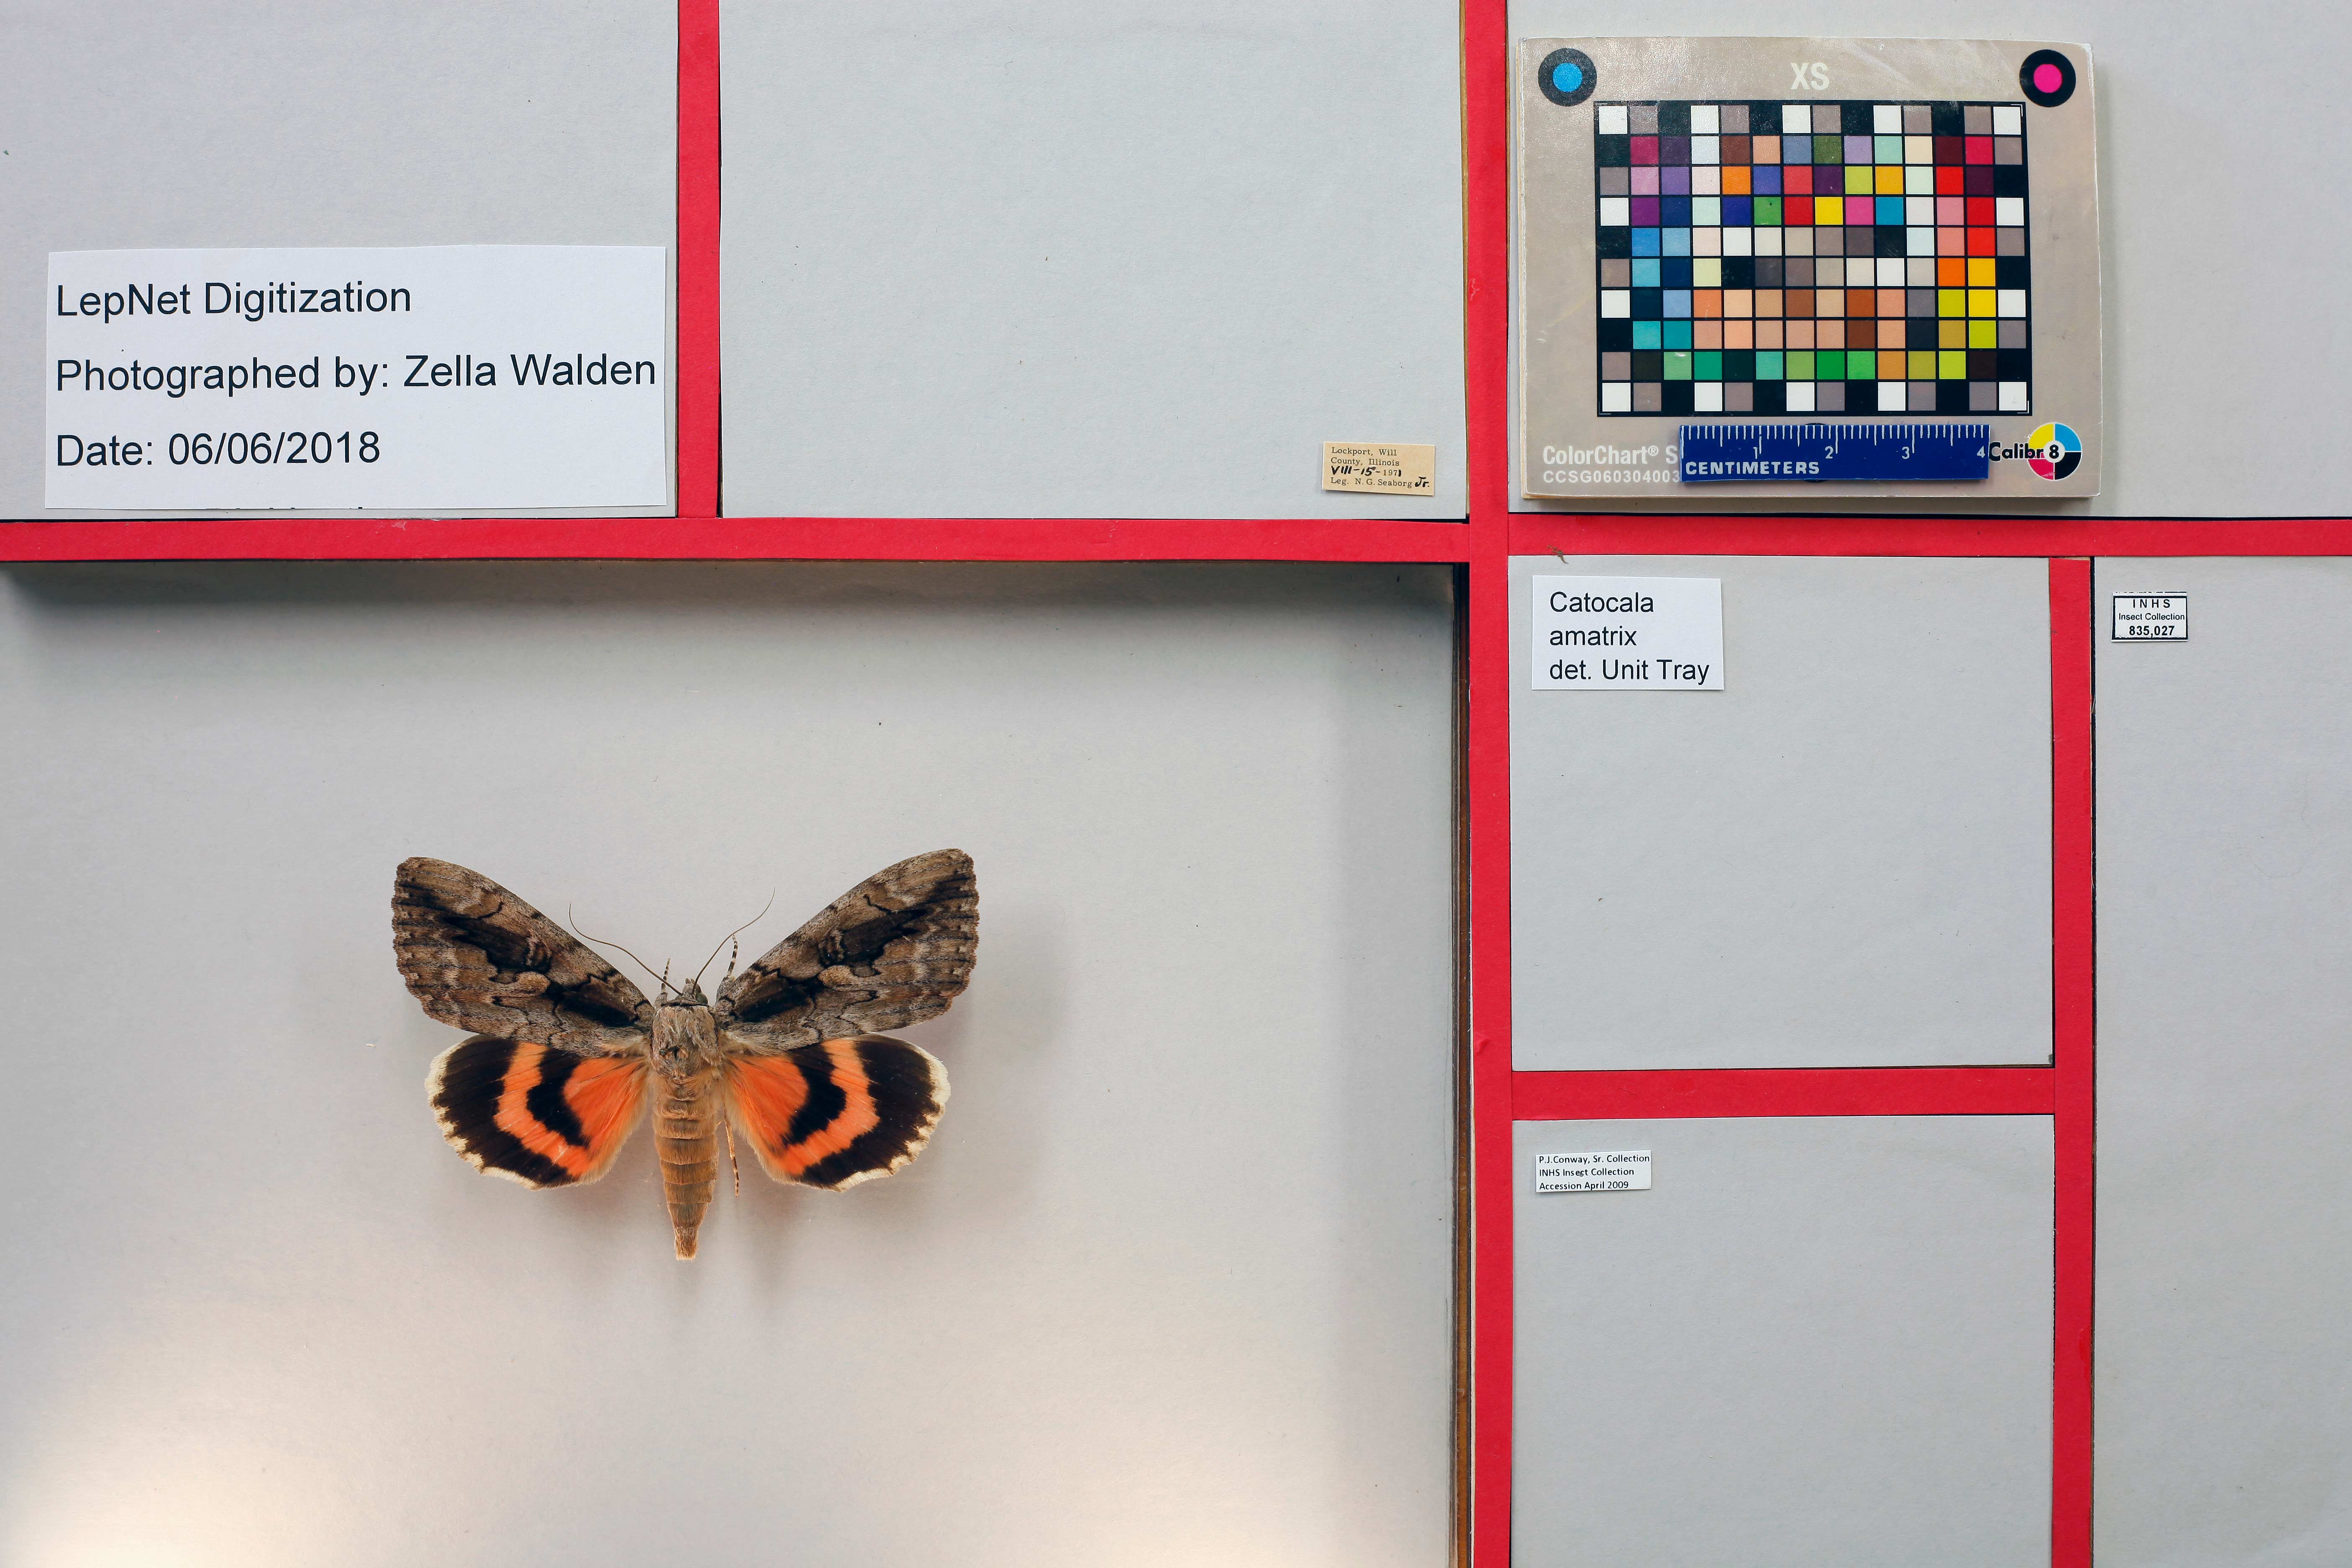 LepNet Digitization
Photographed by: Zella Walden
Date: 06/06/2018
Lockport, Will
County, Illinois
VIII-15-1971
Leg. N. G. Seaborg Jr.
XS
ColorChart® S
CCSG060304003
1 2 3 4
CENTIMETERS
Calibr 8
Catocala
amatrix
det. Unit Tray
INHS
Insect Collection
835,027
P.J.Conway, Sr. Collection
INHS Insect Collection
Accession April 2009